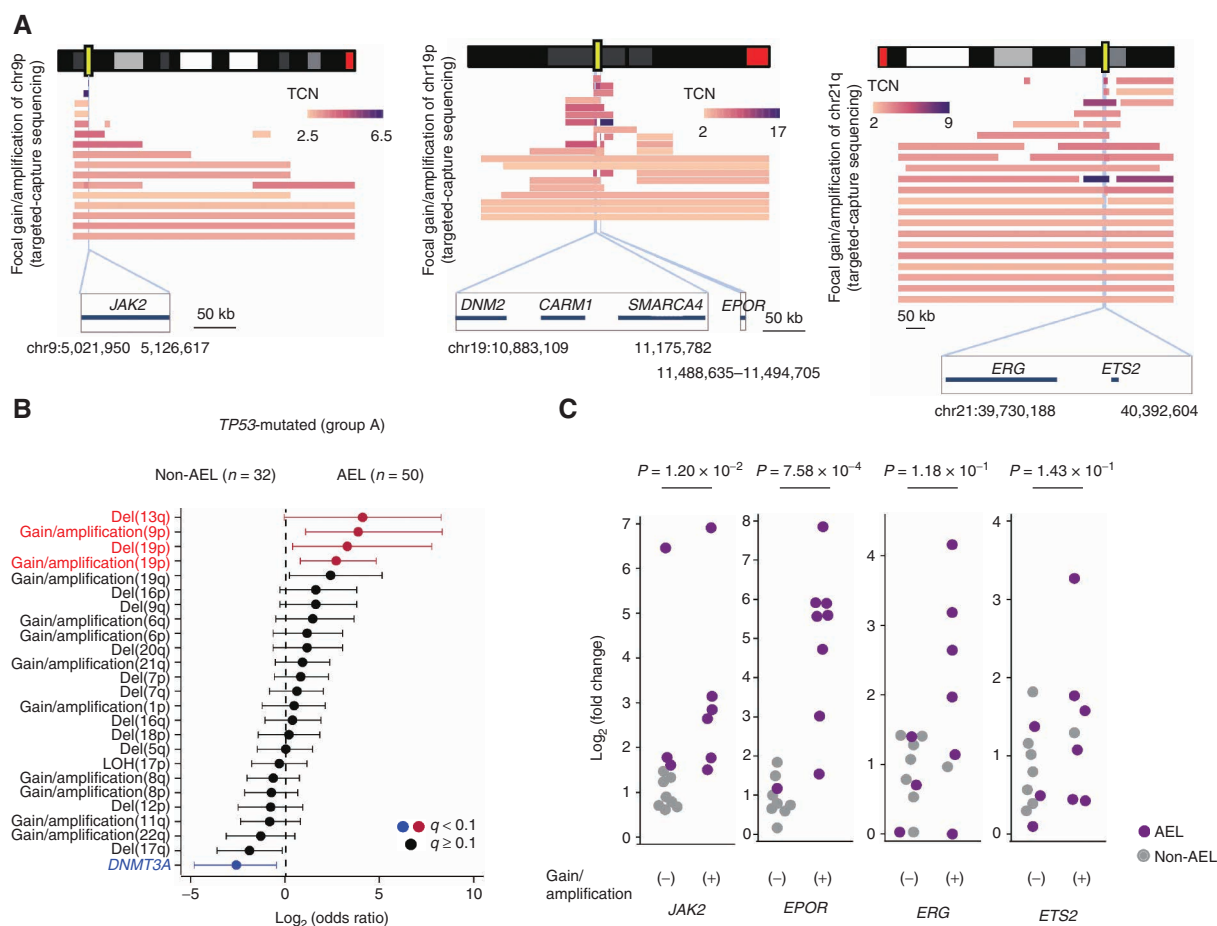 A
Focal gain/amplification of chr9p
(targeted-capture sequencing)
TCN
2.5 6.5
JAK2
50 kb
chr9:5,021,950 5,126,617
Focal gain/amplification of chr19p
(targeted-capture sequencing)
TCN
2 17
DNM2 CARM1 SMARCA4 EPOR
50 kb
chr19:10,883,109 11,175,782
11,488,635–11,494,705
Focal gain/amplification of chr21q
(targeted-capture sequencing)
TCN
2 9
50 kb
ERG ETS2
chr21:39,730,188 40,392,604
B
TP53-mutated (group A)
Non-AEL (n = 32) AEL (n = 50)
Del(13q)
Gain/amplification(9p)
Del(19p)
Gain/amplification(19p)
Gain/amplification(19q)
Del(16p)
Del(9q)
Gain/amplification(6q)
Gain/amplification(6p)
Del(20q)
Gain/amplification(21q)
Del(7p)
Del(7q)
Gain/amplification(1p)
Del(16q)
Del(18p)
Del(5q)
LOH(17p)
Gain/amplification(8q)
Gain/amplification(8p)
Del(12p)
Gain/amplification(11q)
Gain/amplification(22q)
Del(17q)
DNMT3A
q < 0.1
q ≥ 0.1
−5 0 5 10
Log2 (odds ratio)
C
P = 1.20 × 10−2 P = 7.58 × 10−4 P = 1.18 × 10−1 P = 1.43 × 10−1
Log2 (fold change)
7
6
5
4
3
2
1
0
8
7
6
5
4
3
2
1
0
4
3
2
1
0
4
3
2
1
0
AEL
Non-AEL
Gain/
amplification
(−) (+) (−) (+) (−) (+) (−) (+)
JAK2 EPOR ERG ETS2